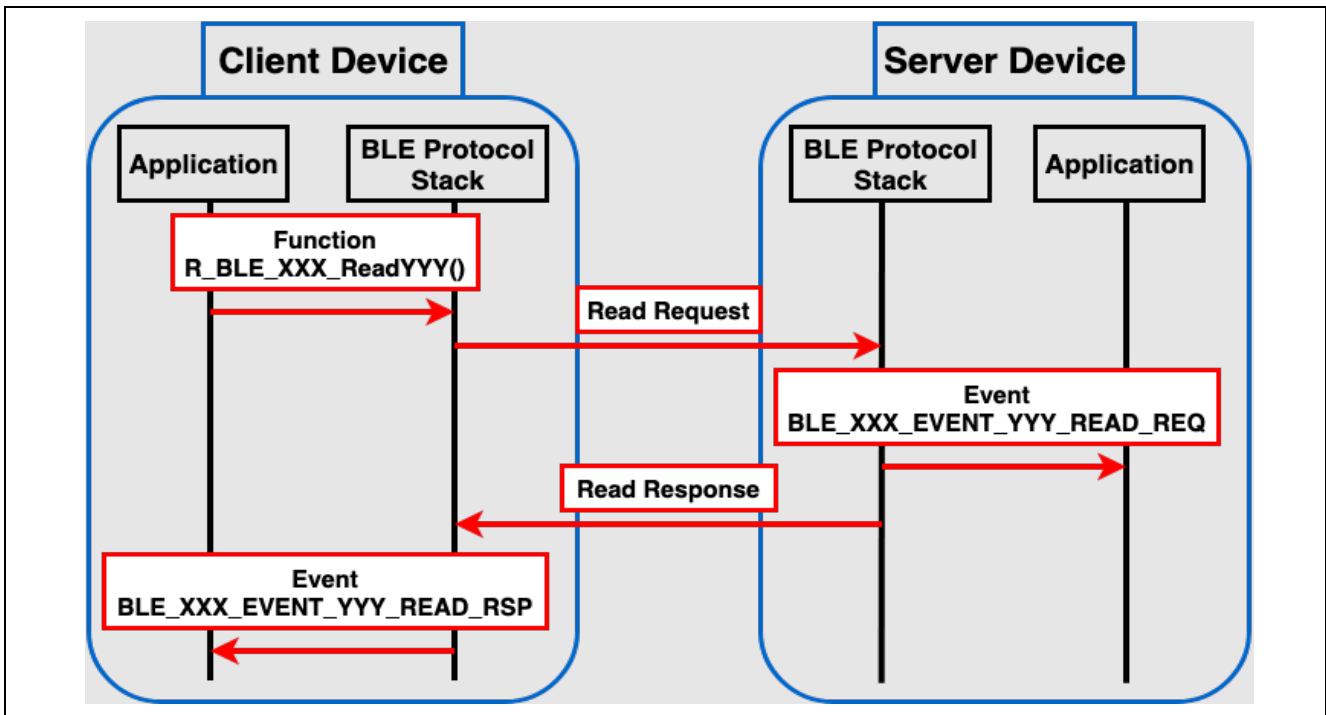 Client Device
Server Device
Application
BLE Protocol
Stack
BLE Protocol
Stack
Application
Function
R_BLE_XXX_ReadYYY()
Read Request
Event
BLE_XXX_EVENT_YYY_READ_REQ
Read Response
Event
BLE_XXX_EVENT_YYY_READ_RSP